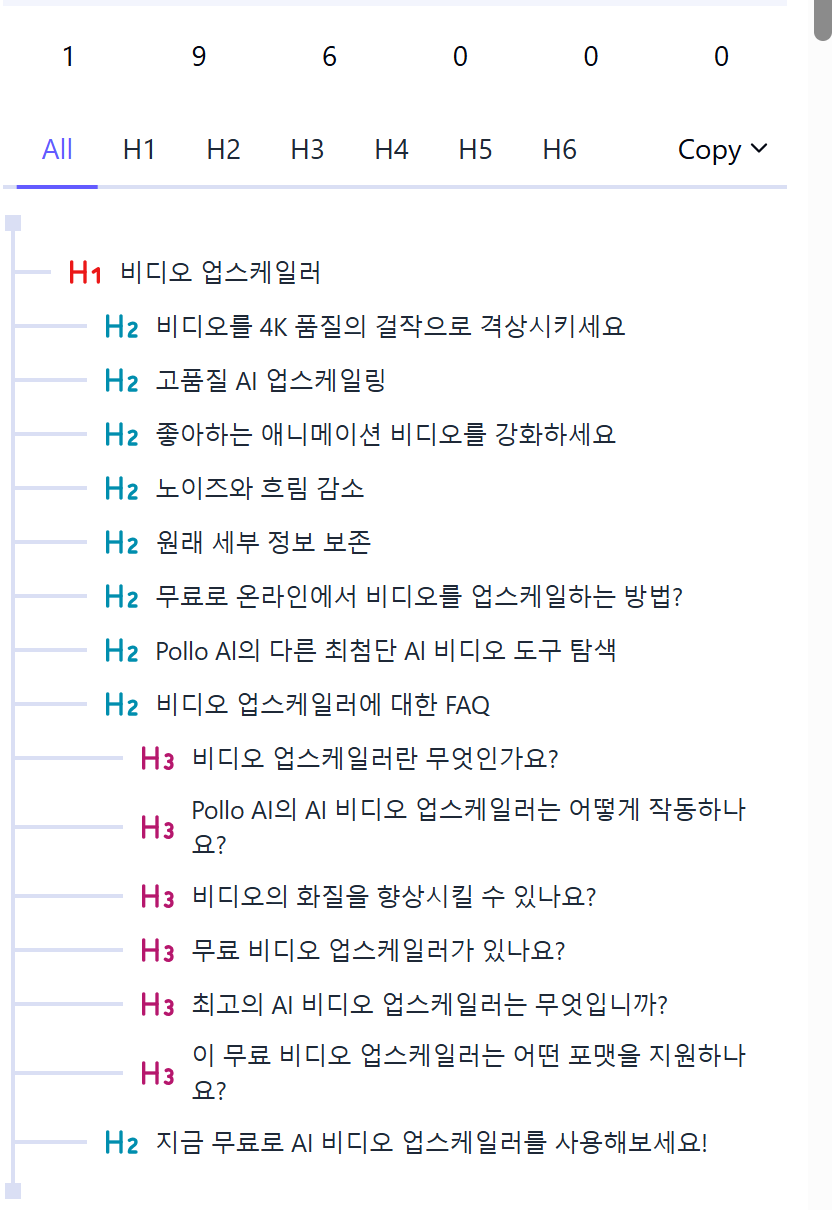 1 9 6 0 0 0
All H1 H2 H3 H4 H5 H6 Copy
H1 비디오 업스케일러
H2 비디오를 4K 품질의 걸작으로 격상시키세요
H2 고품질 AI 업스케일링
H2 좋아하는 애니메이션 비디오를 강화하세요
H2 노이즈와 흐림 감소
H2 원래 세부 정보 보존
H2 무료로 온라인에서 비디오를 업스케일하는 방법?
H2 Pollo AI의 다른 최첨단 AI 비디오 도구 탐색
H2 비디오 업스케일러에 대한 FAQ
H3 비디오 업스케일러란 무엇인가요?
H3 Pollo AI의 AI 비디오 업스케일러는 어떻게 작동하나
요?
H3 비디오의 화질을 향상시킬 수 있나요?
H3 무료 비디오 업스케일러가 있나요?
H3 최고의 AI 비디오 업스케일러는 무엇입니까?
H3 이 무료 비디오 업스케일러는 어떤 포맷을 지원하나
요?
H2 지금 무료로 AI 비디오 업스케일러를 사용해보세요!